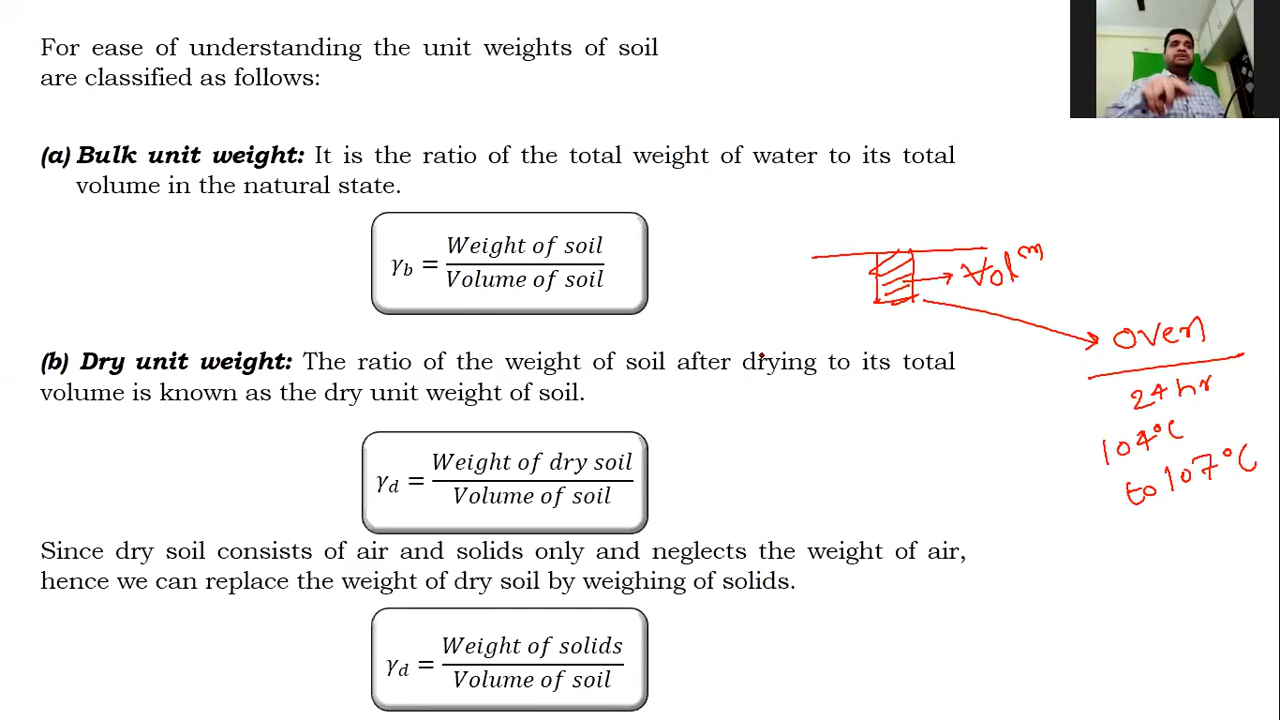 For ease of understanding the unit weights of soil
are classified as follows:
(a) Bulk unit weight: It is the ratio of the total weight of water to its total
volume in the natural state.
γb = Weight of soil / Volume of soil
Vol m
(b) Dry unit weight: The ratio of the weight of soil after drying to its total
volume is known as the dry unit weight of soil.
oven
24 hr
104°C
to 107°C
γd = Weight of dry soil / Volume of soil
Since dry soil consists of air and solids only and neglects the weight of air,
hence we can replace the weight of dry soil by weighing of solids.
γd = Weight of solids / Volume of soil